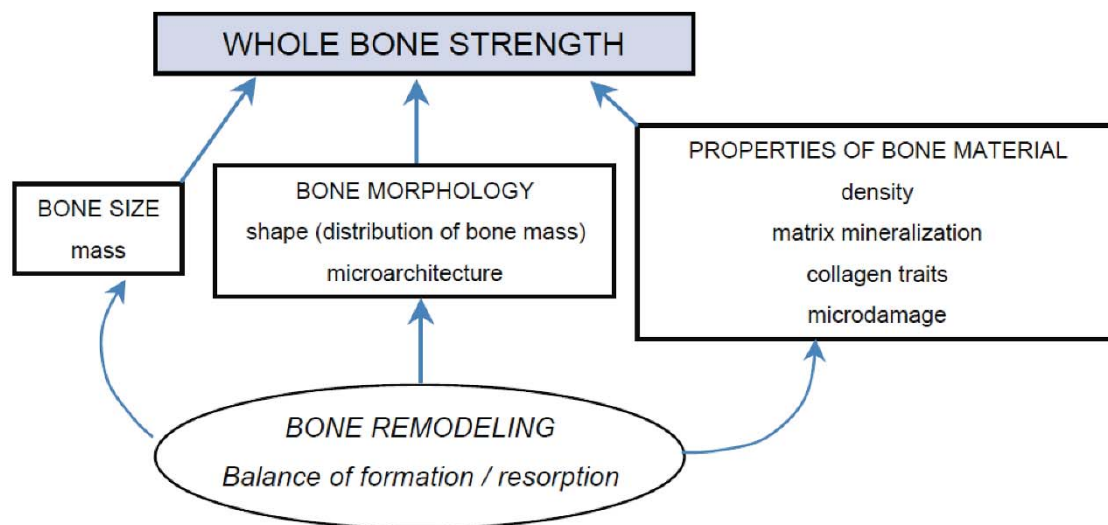 WHOLE BONE STRENGTH
BONE SIZE
mass
BONE MORPHOLOGY
shape (distribution of bone mass)
microarchitecture
PROPERTIES OF BONE MATERIAL
density
matrix mineralization
collagen traits
microdamage
BONE REMODELING
Balance of formation / resorption